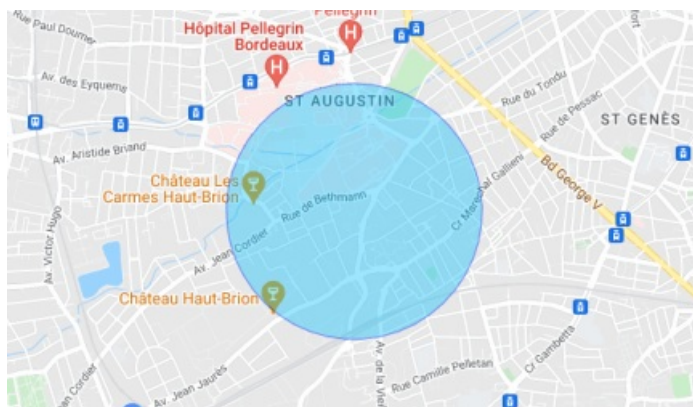 Rue Paul Doumer
Hôpital Pellegrin
Bordeaux
Pellegrin
H
H
Av. des Eyquems
ST AUGUSTIN
Rue du Tondu
Rue de Pessac
ST GENÈS
Av. Aristide Briand
Château Les
Carmes Haut-Brion
Rue de Bethmann
Cr Maréchal Gallieni
Bd George V
Av. Victor Hugo
Av. Jean Cordier
Château Haut-Brion
Cr Gambetta
Rue Camille Pelletan
Av. de la Viei
Av. Jean Jaurès
an Cordier